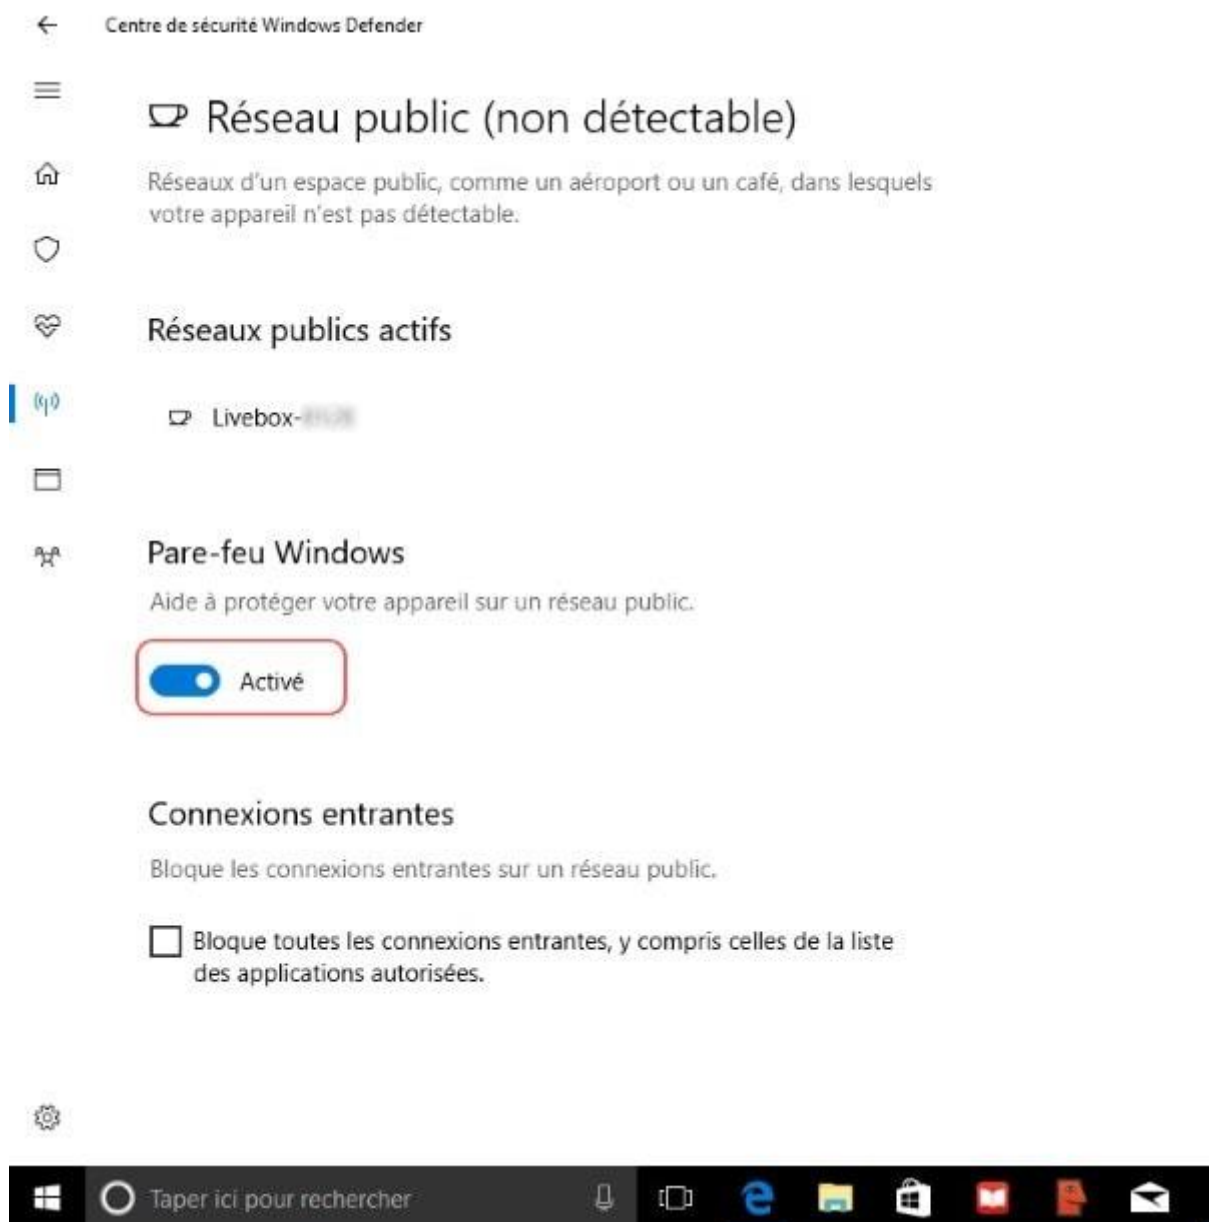 Centre de sécurité Windows Defender
Réseau public (non détectable)
Réseaux d'un espace public, comme un aéroport ou un café, dans lesquels
votre appareil n'est pas détectable.
Réseaux publics actifs
Livebox-
Pare-feu Windows
Aide à protéger votre appareil sur un réseau public.
Activé
Connexions entrantes
Bloque les connexions entrantes sur un réseau public.
Bloque toutes les connexions entrantes, y compris celles de la liste
des applications autorisées.
Taper ici pour rechercher